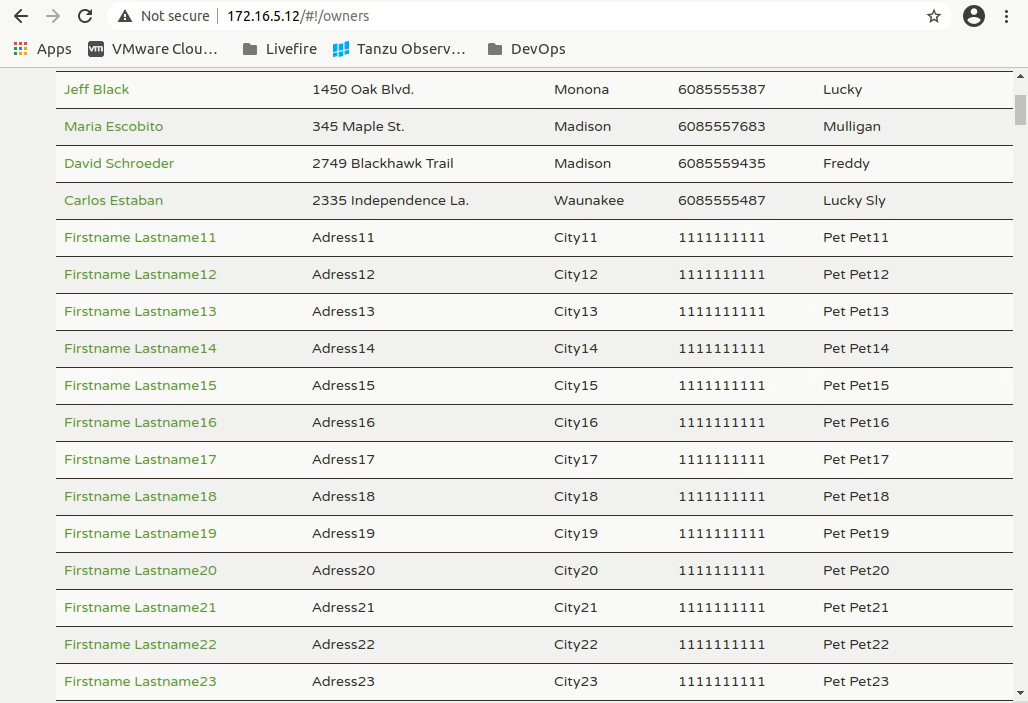 Not secure | 172.16.5.12/#!/owners
Apps vm VMware Clou... Livefire Tanzu Observ... DevOps
Jeff Black 1450 Oak Blvd. Monona 6085555387 Lucky
Maria Escobito 345 Maple St. Madison 6085557683 Mulligan
David Schroeder 2749 Blackhawk Trail Madison 6085559435 Freddy
Carlos Estaban 2335 Independence La. Waunakee 6085555487 Lucky Sly
Firstname Lastname11 Adress11 City11 1111111111 Pet Pet11
Firstname Lastname12 Adress12 City12 1111111111 Pet Pet12
Firstname Lastname13 Adress13 City13 1111111111 Pet Pet13
Firstname Lastname14 Adress14 City14 1111111111 Pet Pet14
Firstname Lastname15 Adress15 City15 1111111111 Pet Pet15
Firstname Lastname16 Adress16 City16 1111111111 Pet Pet16
Firstname Lastname17 Adress17 City17 1111111111 Pet Pet17
Firstname Lastname18 Adress18 City18 1111111111 Pet Pet18
Firstname Lastname19 Adress19 City19 1111111111 Pet Pet19
Firstname Lastname20 Adress20 City20 1111111111 Pet Pet20
Firstname Lastname21 Adress21 City21 1111111111 Pet Pet21
Firstname Lastname22 Adress22 City22 1111111111 Pet Pet22
Firstname Lastname23 Adress23 City23 1111111111 Pet Pet23